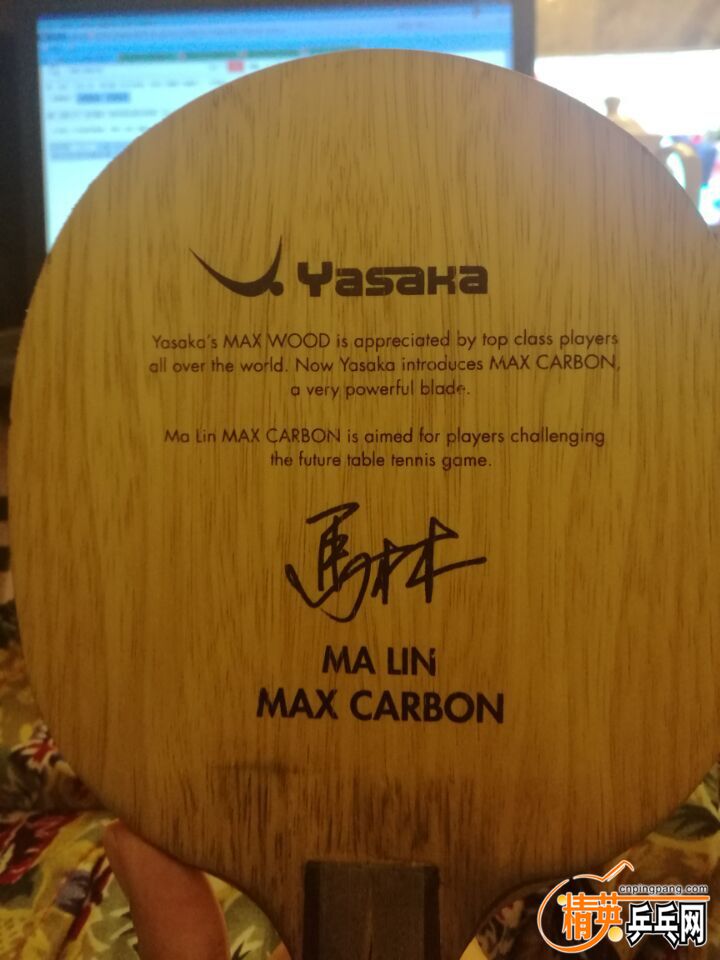 Yasaka
Yasaka's MAX WOOD is appreciated by top class players
all over the world. Now Yasaka introduces MAX CARBON,
a very powerful blade.
Ma Lin MAX CARBON is aimed for players challenging
the future table tennis game.
馬林
MA LIN
MAX CARBON
cnpingpang.com
精英乒乓网